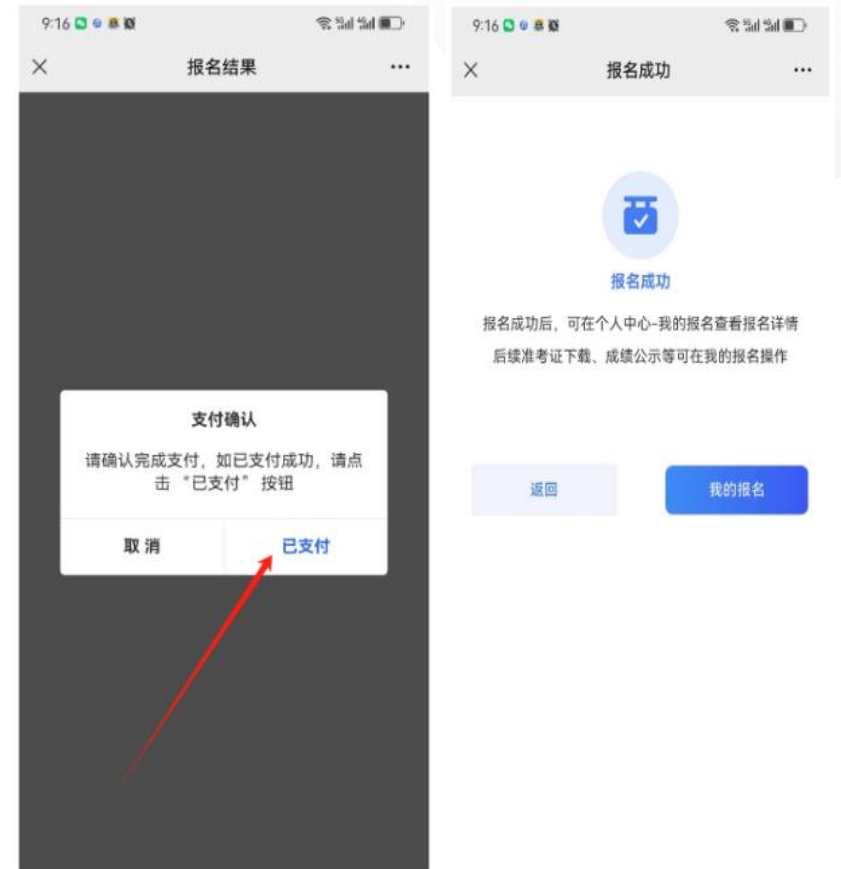 9:16
报名结果
支付确认
请确认完成支付，如已支付成功，请点
击 “已支付” 按钮
取 消
已支付
9:16
报名成功
报名成功
报名成功后，可在个人中心-我的报名查看报名详情
后续准考证下载、成绩公示等可在我的报名操作
返回
我的报名